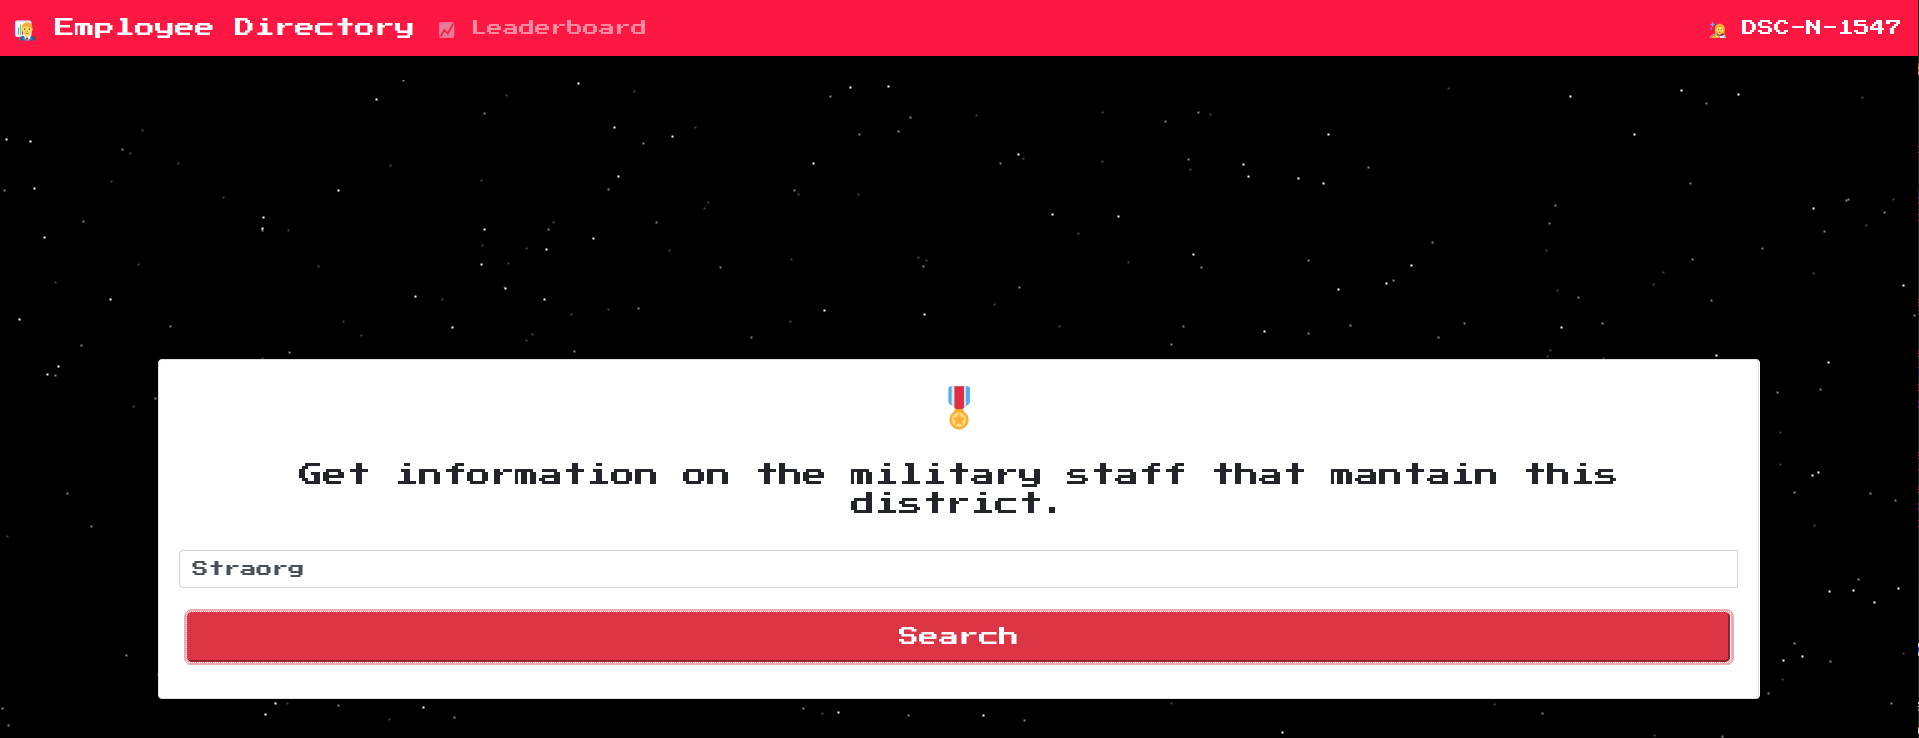 Employee Directory Leaderboard DSC-N-1547
Get information on the military staff that mantain this
district.
Straorg
Search